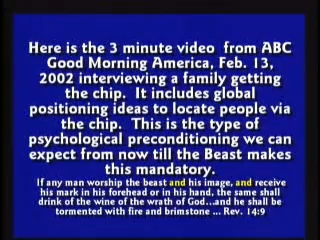 Here is the 3 minute video from ABC
Good Morning America, Feb. 13,
2002 interviewing a family getting
the chip. It includes global
positioning ideas to locate people via
the chip. This is the type of
psychological preconditioning we can
expect from now till the Beast makes
this mandatory.
If any man worship the beast and his image, and receive
his mark in his forehead or in his hand, the same shall
drink of the wine of the wrath of God...and he shall be
tormented with fire and brimstone ... Rev. 14:9